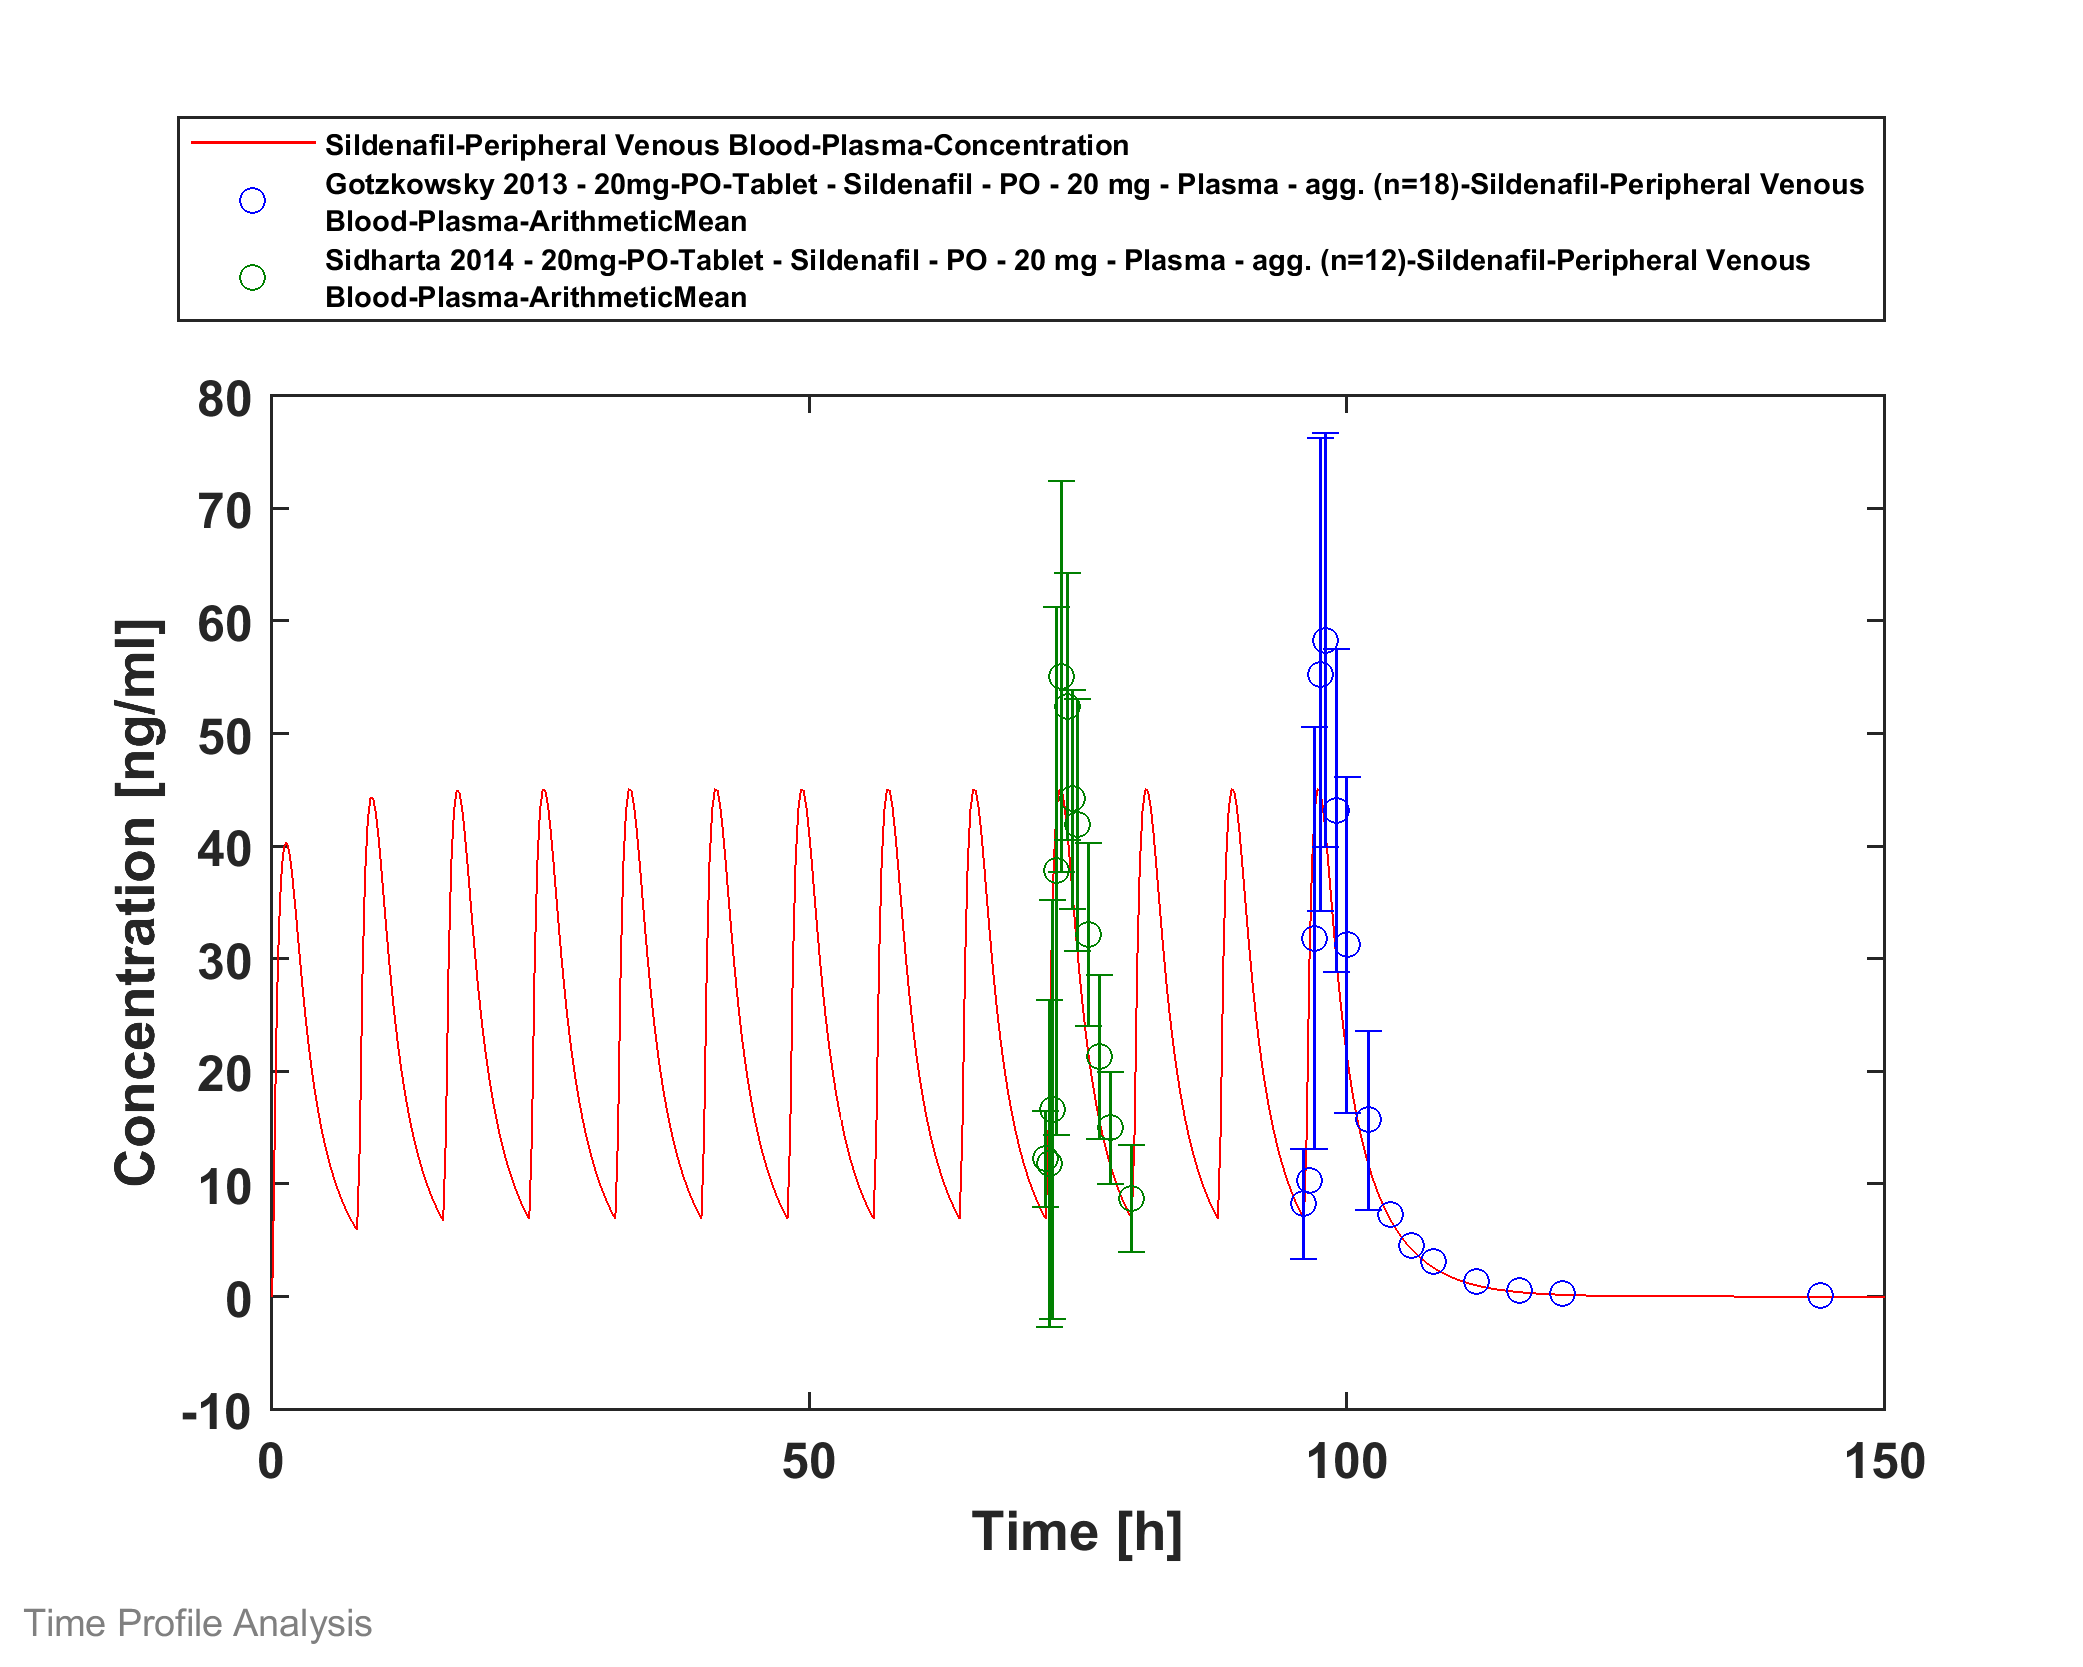 Sildenafil-Peripheral Venous Blood-Plasma-Concentration
Gotzkowsky 2013 - 20mg-PO-Tablet - Sildenafil - PO - 20 mg - Plasma - agg. (n=18)-Sildenafil-Peripheral Venous
Blood-Plasma-ArithmeticMean
Sidharta 2014 - 20mg-PO-Tablet - Sildenafil - PO - 20 mg - Plasma - agg. (n=12)-Sildenafil-Peripheral Venous
Blood-Plasma-ArithmeticMean
80
70
60
50
40
30
20
10
0
-10
Concentration [ng/ml]
0 50 100 150
Time [h]
Time Profile Analysis